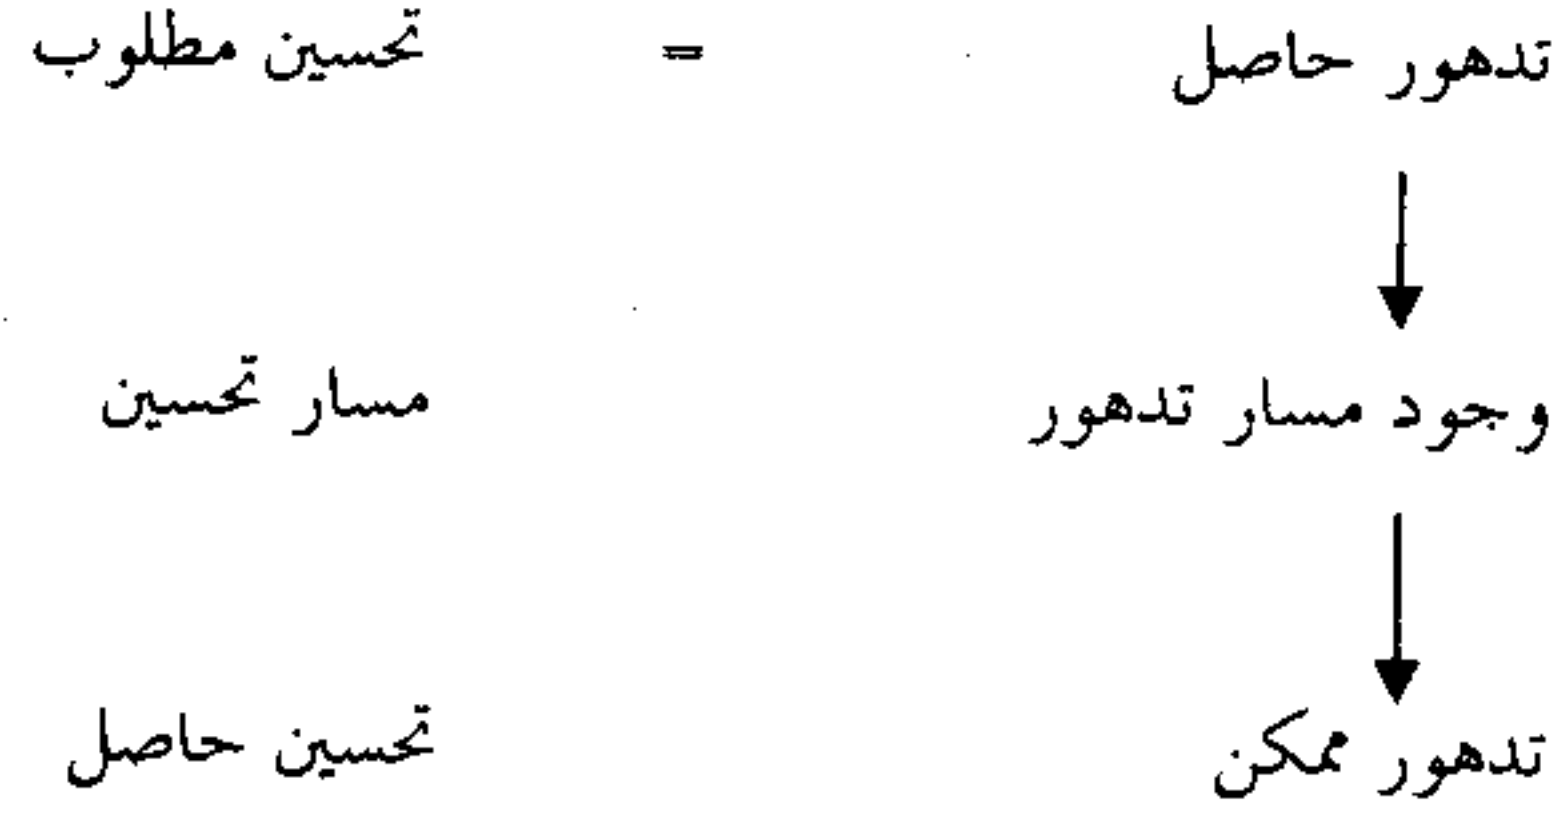 تدهور حاصل = تحسين مطلوب
وجود مسار تدهور مسار تحسين
تدهور ممكن تحسين حاصل